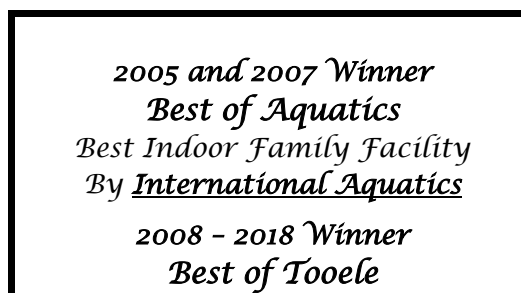 2005 and 2007 Winner
Best of Aquatics
Best Indoor Family Facility
By International Aquatics
2008 – 2018 Winner
Best of Tooele